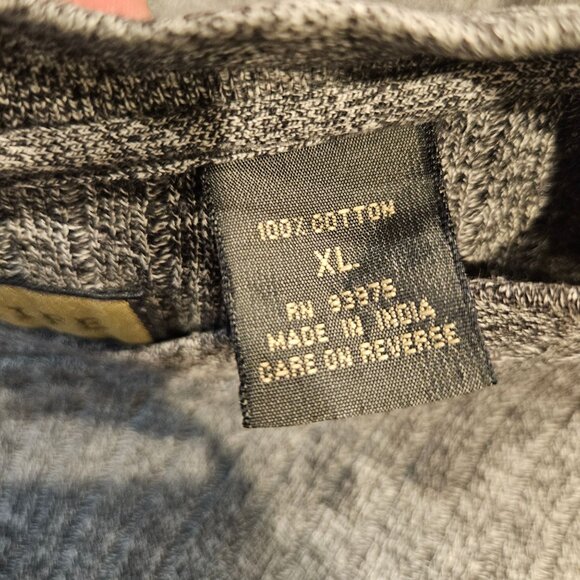 100% COTTON
XL
RN 93975
MADE IN INDIA
CARE ON REVERSE